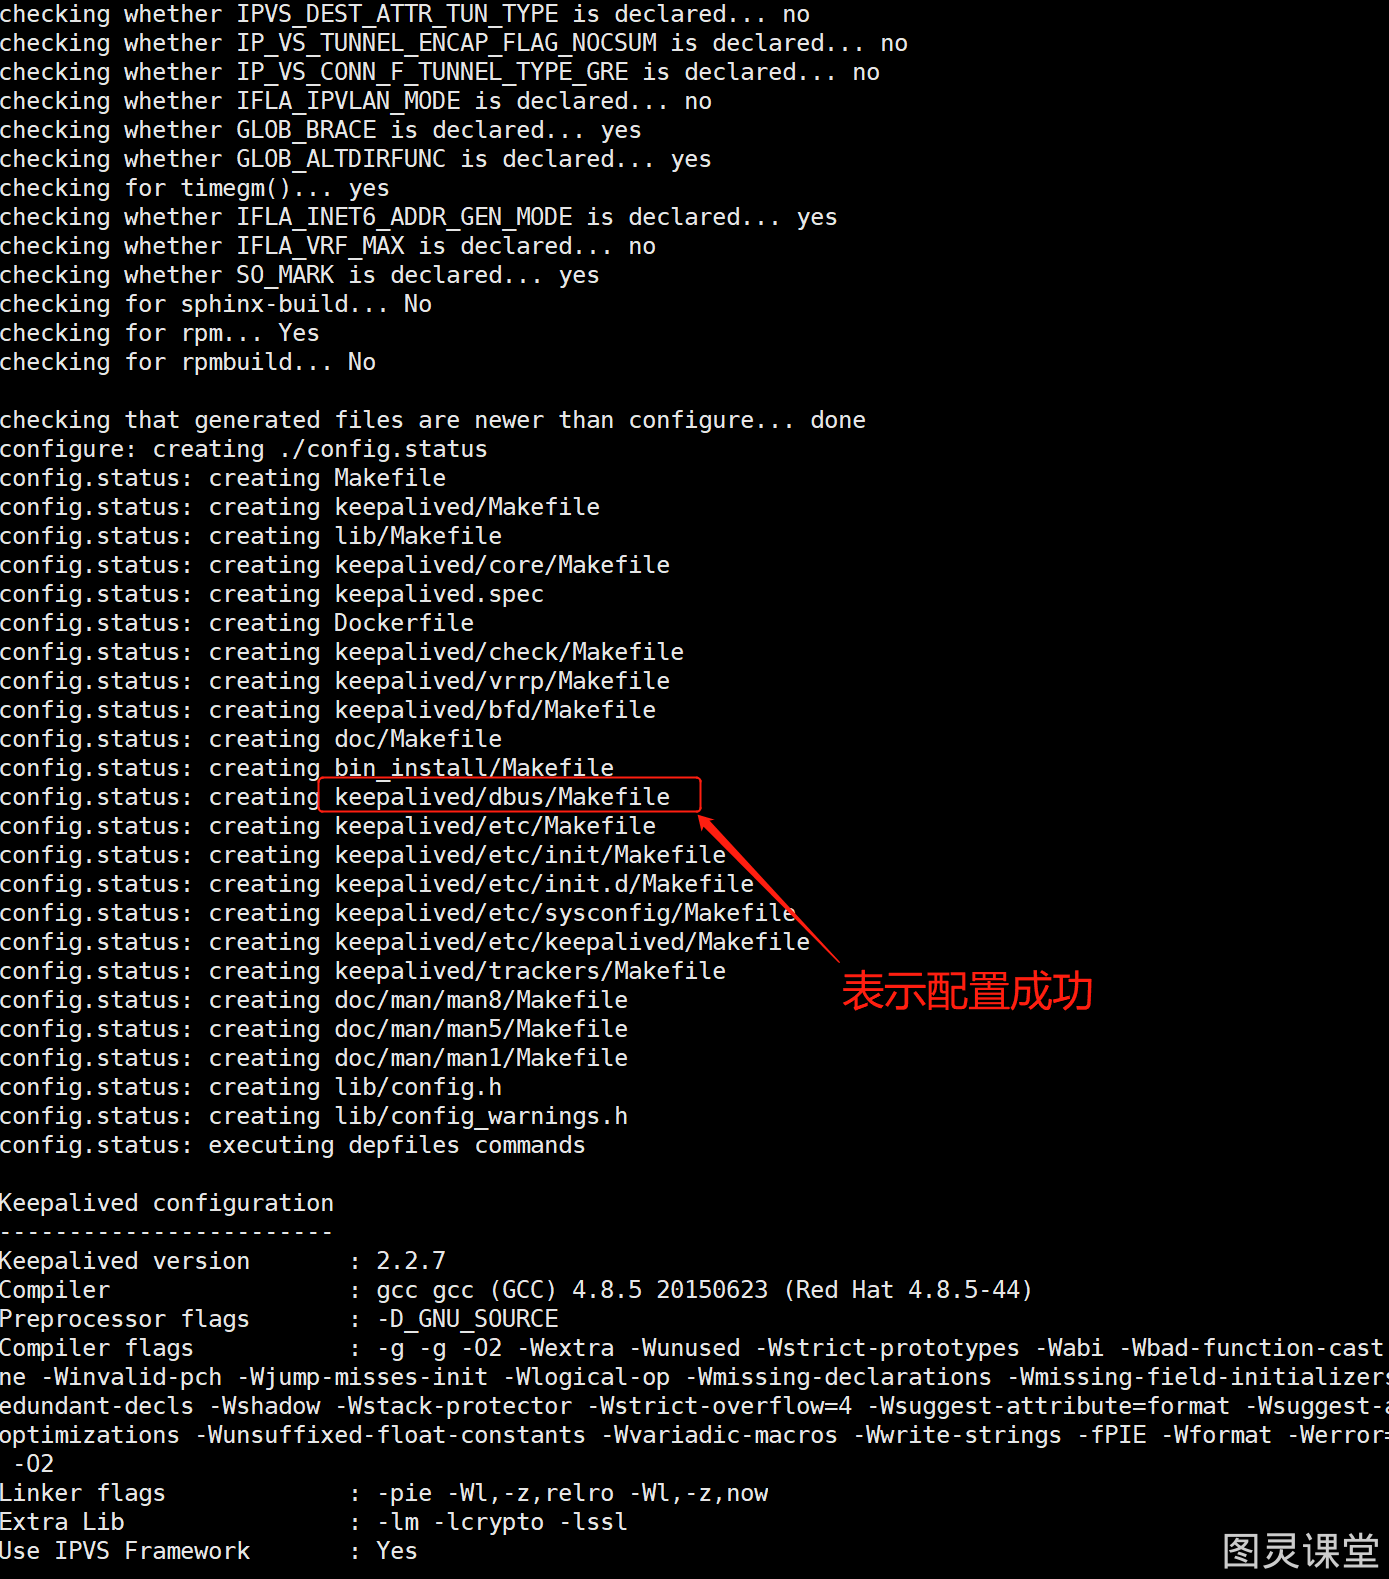 checking whether IPVS_DEST_ATTR_TUN_TYPE is declared... no
checking whether IP_VS_TUNNEL_ENCAP_FLAG_NOCSUM is declared... no
checking whether IP_VS_CONN_F_TUNNEL_TYPE_GRE is declared... no
checking whether IFLA_IPVLAN_MODE is declared... no
checking whether GLOB_BRACE is declared... yes
checking whether GLOB_ALTDIRFUNC is declared... yes
checking for timegm()... yes
checking whether IFLA_INET6_ADDR_GEN_MODE is declared... yes
checking whether IFLA_VRF_MAX is declared... no
checking whether SO_MARK is declared... yes
checking for sphinx-build... No
checking for rpm... Yes
checking for rpmbuild... No
checking that generated files are newer than configure... done
configure: creating ./config.status
config.status: creating Makefile
config.status: creating keepalived/Makefile
config.status: creating lib/Makefile
config.status: creating keepalived/core/Makefile
config.status: creating keepalived.spec
config.status: creating Dockerfile
config.status: creating keepalived/check/Makefile
config.status: creating keepalived/vrrp/Makefile
config.status: creating keepalived/bfd/Makefile
config.status: creating doc/Makefile
config.status: creating bin_install/Makefile
config.status: creating keepalived/dbus/Makefile
config.status: creating keepalived/etc/Makefile
config.status: creating keepalived/etc/init/Makefile
config.status: creating keepalived/etc/init.d/Makefile
config.status: creating keepalived/etc/sysconfig/Makefile
config.status: creating keepalived/etc/keepalived/Makefile
config.status: creating keepalived/trackers/Makefile
表示配置成功
config.status: creating doc/man/man8/Makefile
config.status: creating doc/man/man5/Makefile
config.status: creating doc/man/man1/Makefile
config.status: creating lib/config.h
config.status: creating lib/config_warnings.h
config.status: executing depfiles commands
Keepalived configuration
------------------------
Keepalived version : 2.2.7
Compiler : gcc gcc (GCC) 4.8.5 20150623 (Red Hat 4.8.5-44)
Preprocessor flags : -D_GNU_SOURCE
Compiler flags : -g -g -O2 -Wextra -Wunused -Wstrict-prototypes -Wabi -Wbad-function-cast
ne -Winvalid-pch -Wjump-misses-init -Wlogical-op -Wmissing-declarations -Wmissing-field-initializers
edundant-decls -Wshadow -Wstack-protector -Wstrict-overflow=4 -Wsuggest-attribute=format -Wsuggest-a
optimizations -Wunsuffixed-float-constants -Wvariadic-macros -Wwrite-strings -fPIE -Wformat -Werror=
-O2
Linker flags : -pie -Wl,-z,relro -Wl,-z,now
Extra Lib : -lm -lcrypto -lssl
Use IPVS Framework : Yes
图灵课堂